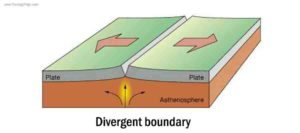 Plate
Plate
Asthenosphere
Divergent boundary